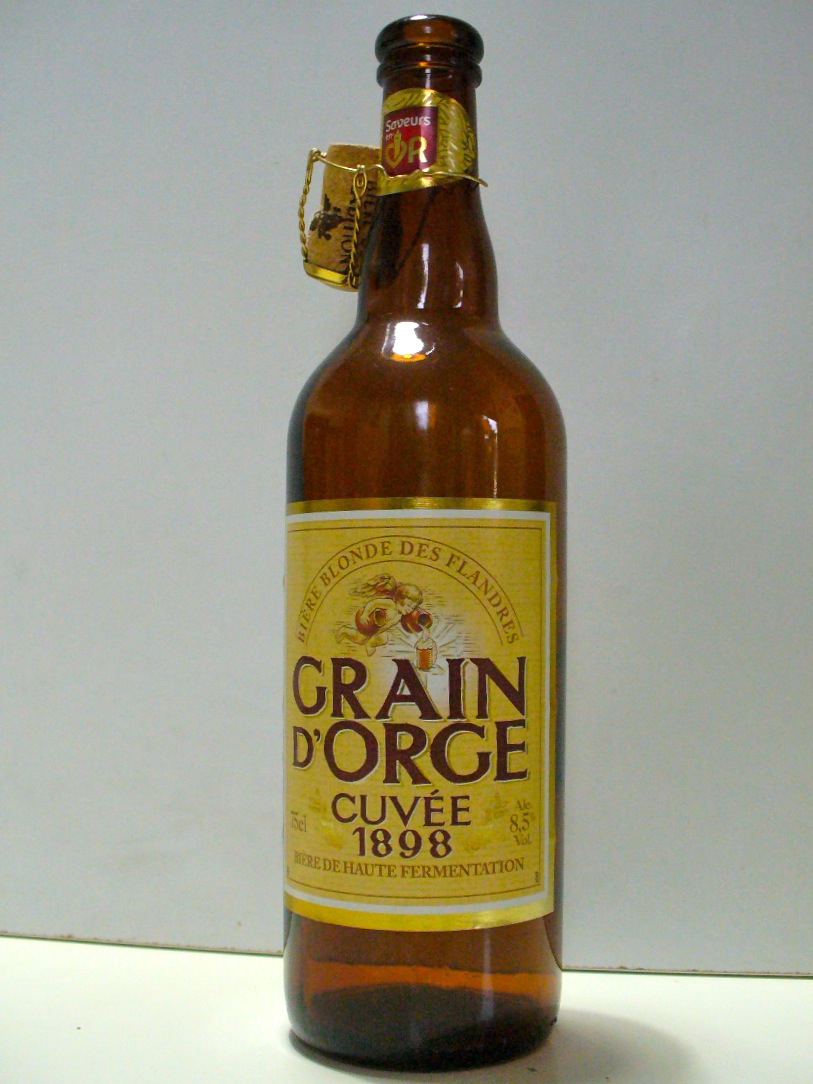 Saveurs
en
OR
BIÈRE BLONDE DES FLANDRES
GRAIN
D'ORGE
CUVÉE
1898
75cl
Alc.
8,5%
Vol.
BIÈRE DE HAUTE FERMENTATION